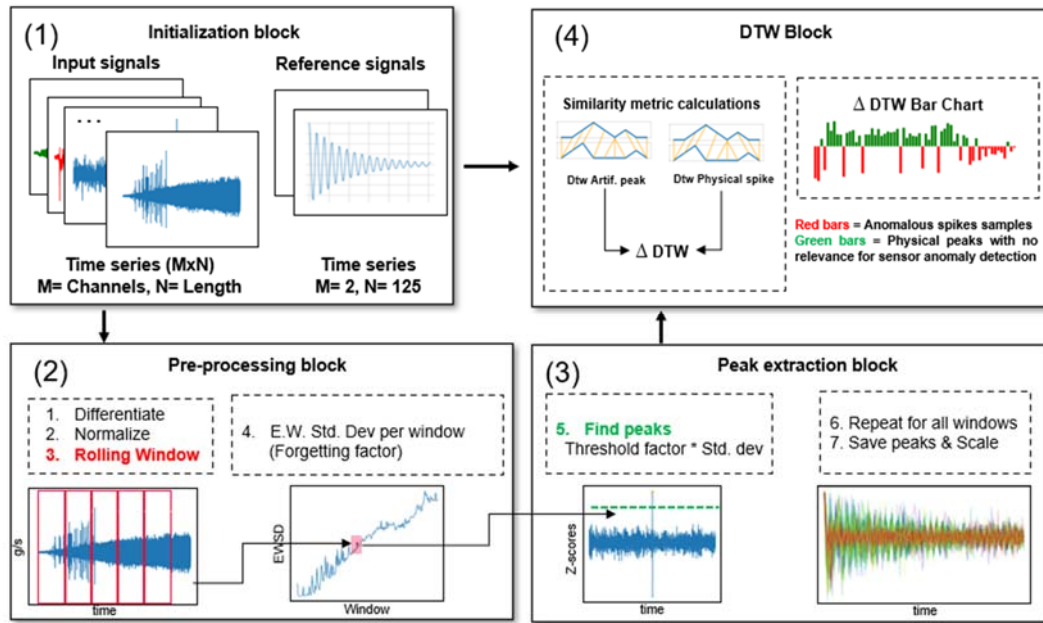 (1)
Initialization block
Input signals
Reference signals
...
Time series (MxN)
M= Channels, N= Length
Time series
M= 2, N= 125
(4)
DTW Block
Similarity metric calculations
Dtw Artif. peak
Dtw Physical spike
Δ DTW
Δ DTW Bar Chart
Red bars = Anomalous spikes samples
Green bars = Physical peaks with no
relevance for sensor anomaly detection
(2)
Pre-processing block
1. Differentiate
2. Normalize
3. Rolling Window
4. E.W. Std. Dev per window
(Forgetting factor)
g/s
time
EWSD
Window
(3)
Peak extraction block
5. Find peaks
Threshold factor * Std. dev
6. Repeat for all windows
7. Save peaks & Scale
Z-scores
time
time